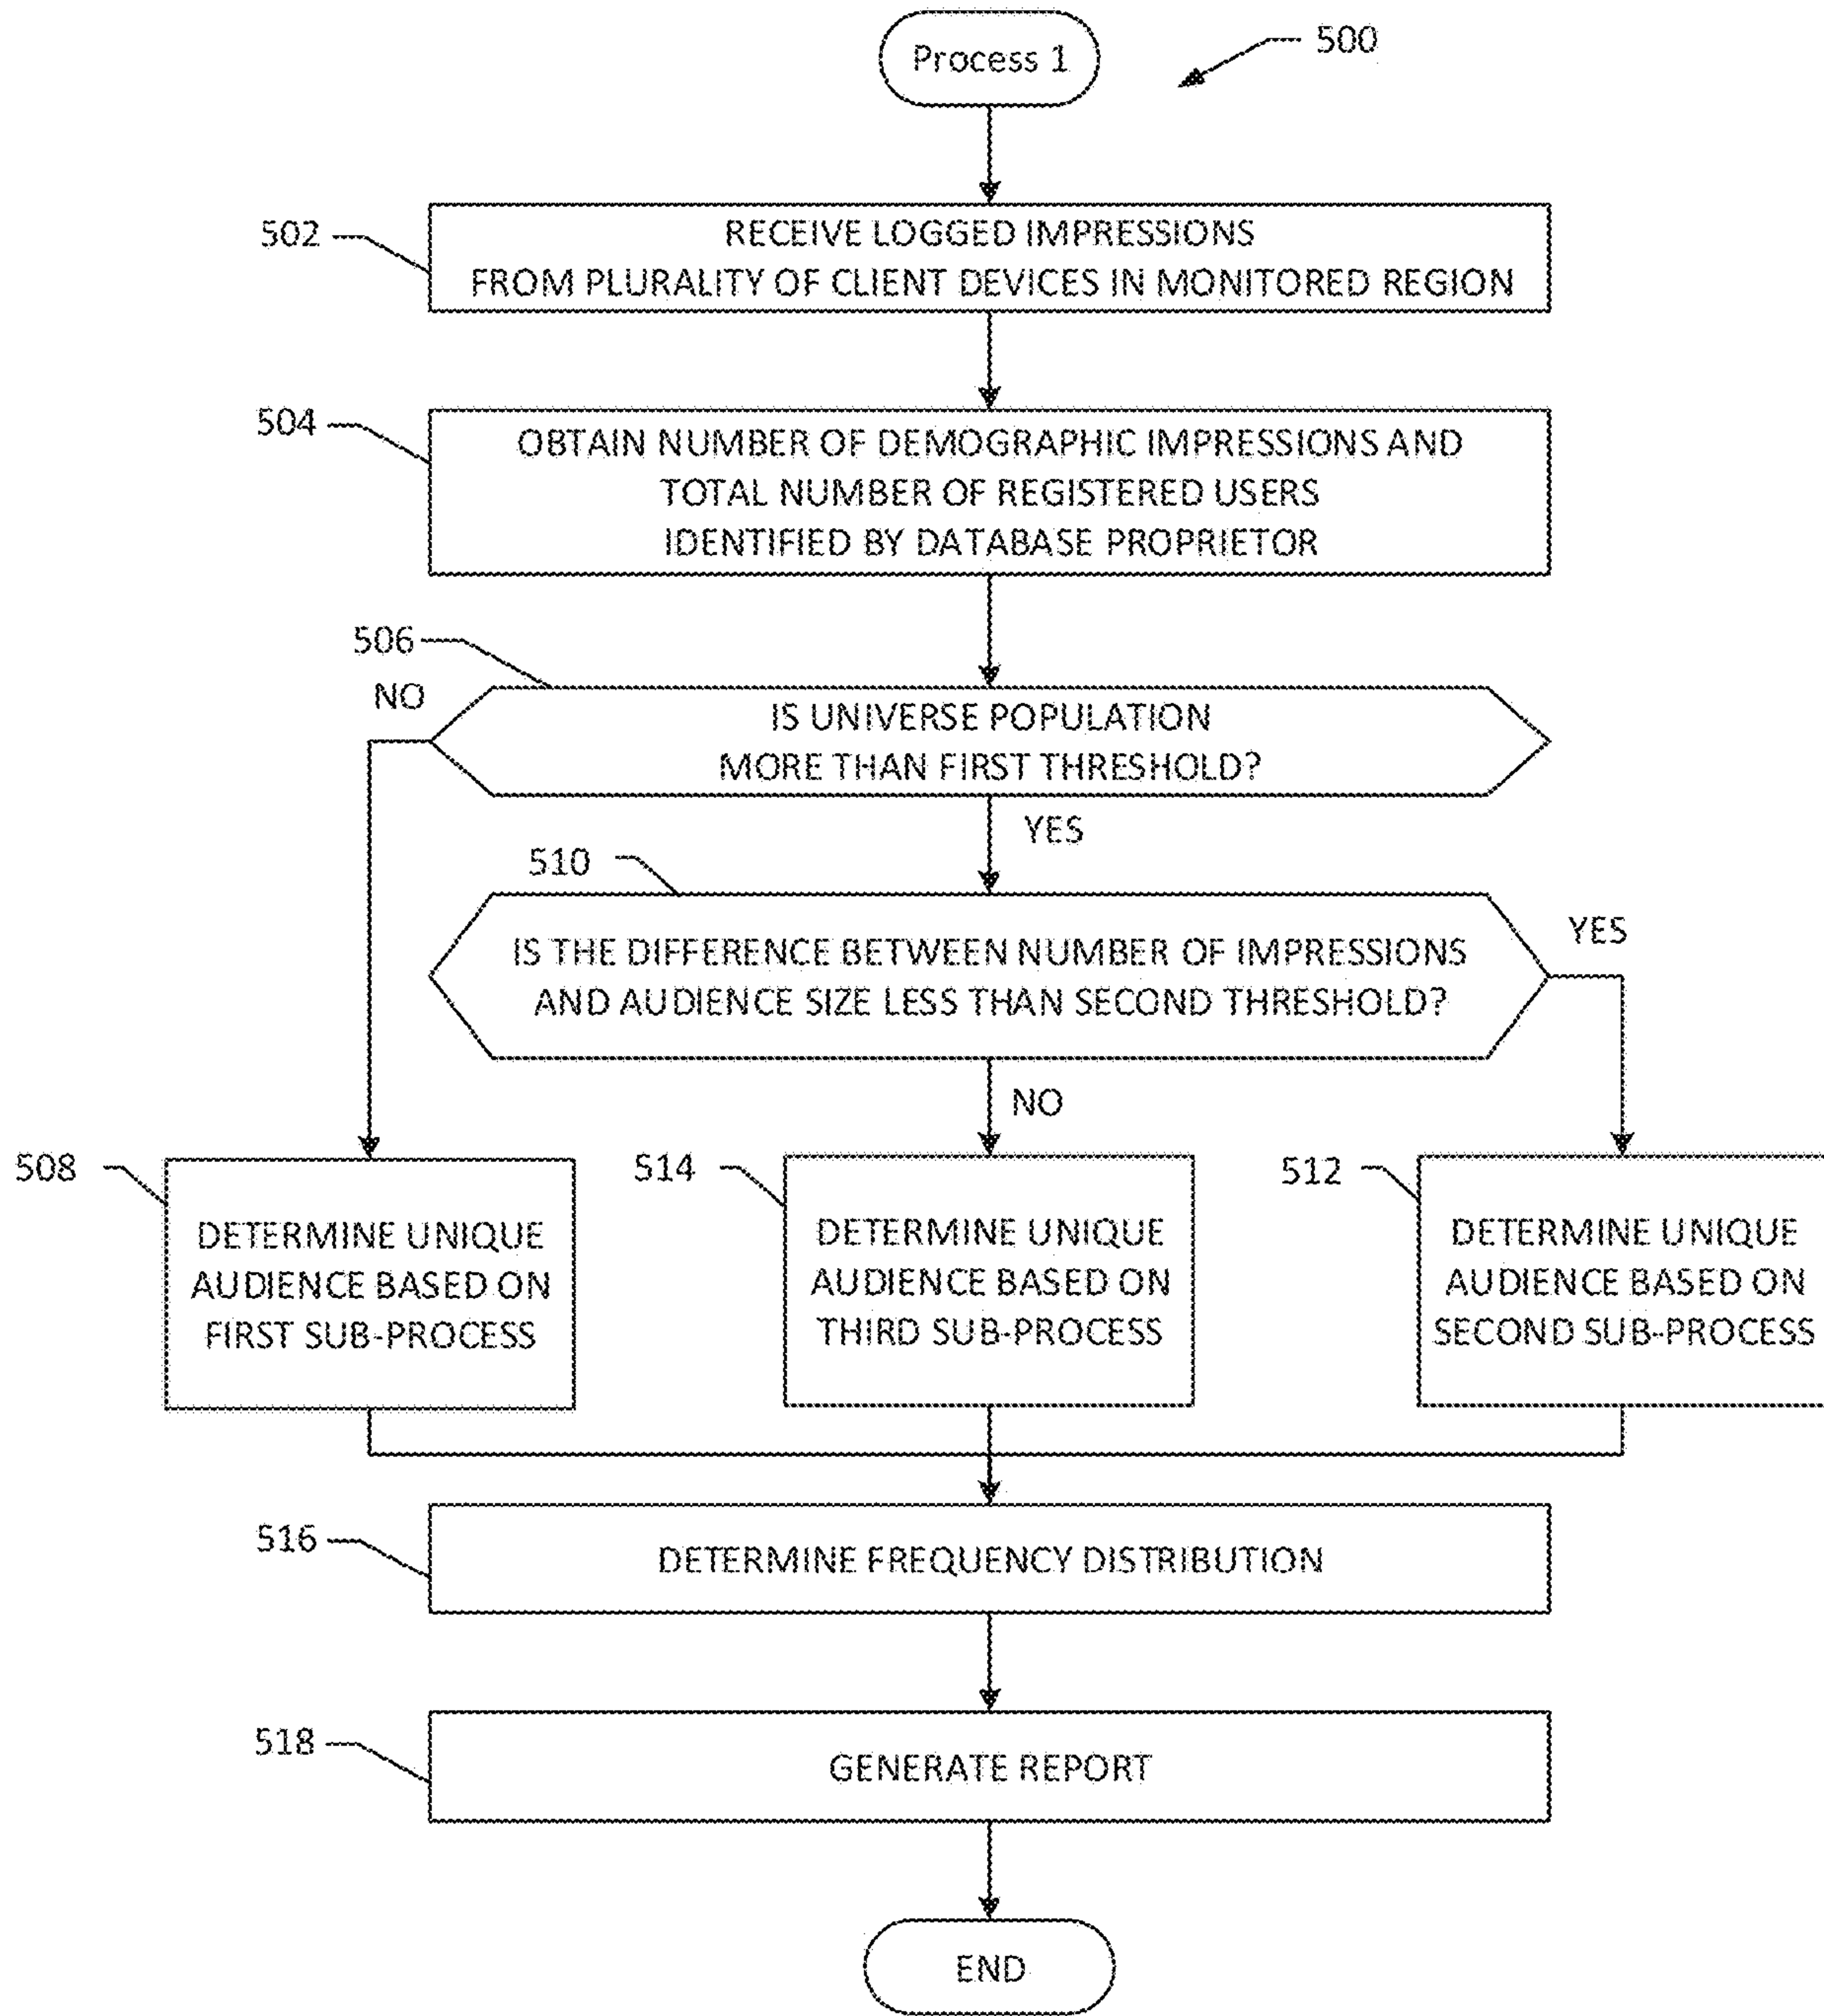 Process 1
500
502
RECEIVE LOGGED IMPRESSIONS
FROM PLURALITY OF CLIENT DEVICES IN MONITORED REGION
504
OBTAIN NUMBER OF DEMOGRAPHIC IMPRESSIONS AND
TOTAL NUMBER OF REGISTERED USERS
IDENTIFIED BY DATABASE PROPRIETOR
506
NO
IS UNIVERSE POPULATION
MORE THAN FIRST THRESHOLD?
YES
510
IS THE DIFFERENCE BETWEEN NUMBER OF IMPRESSIONS
AND AUDIENCE SIZE LESS THAN SECOND THRESHOLD?
YES
NO
508
DETERMINE UNIQUE
AUDIENCE BASED ON
FIRST SUB-PROCESS
514
DETERMINE UNIQUE
AUDIENCE BASED ON
THIRD SUB-PROCESS
512
DETERMINE UNIQUE
AUDIENCE BASED ON
SECOND SUB-PROCESS
516
DETERMINE FREQUENCY DISTRIBUTION
518
GENERATE REPORT
END